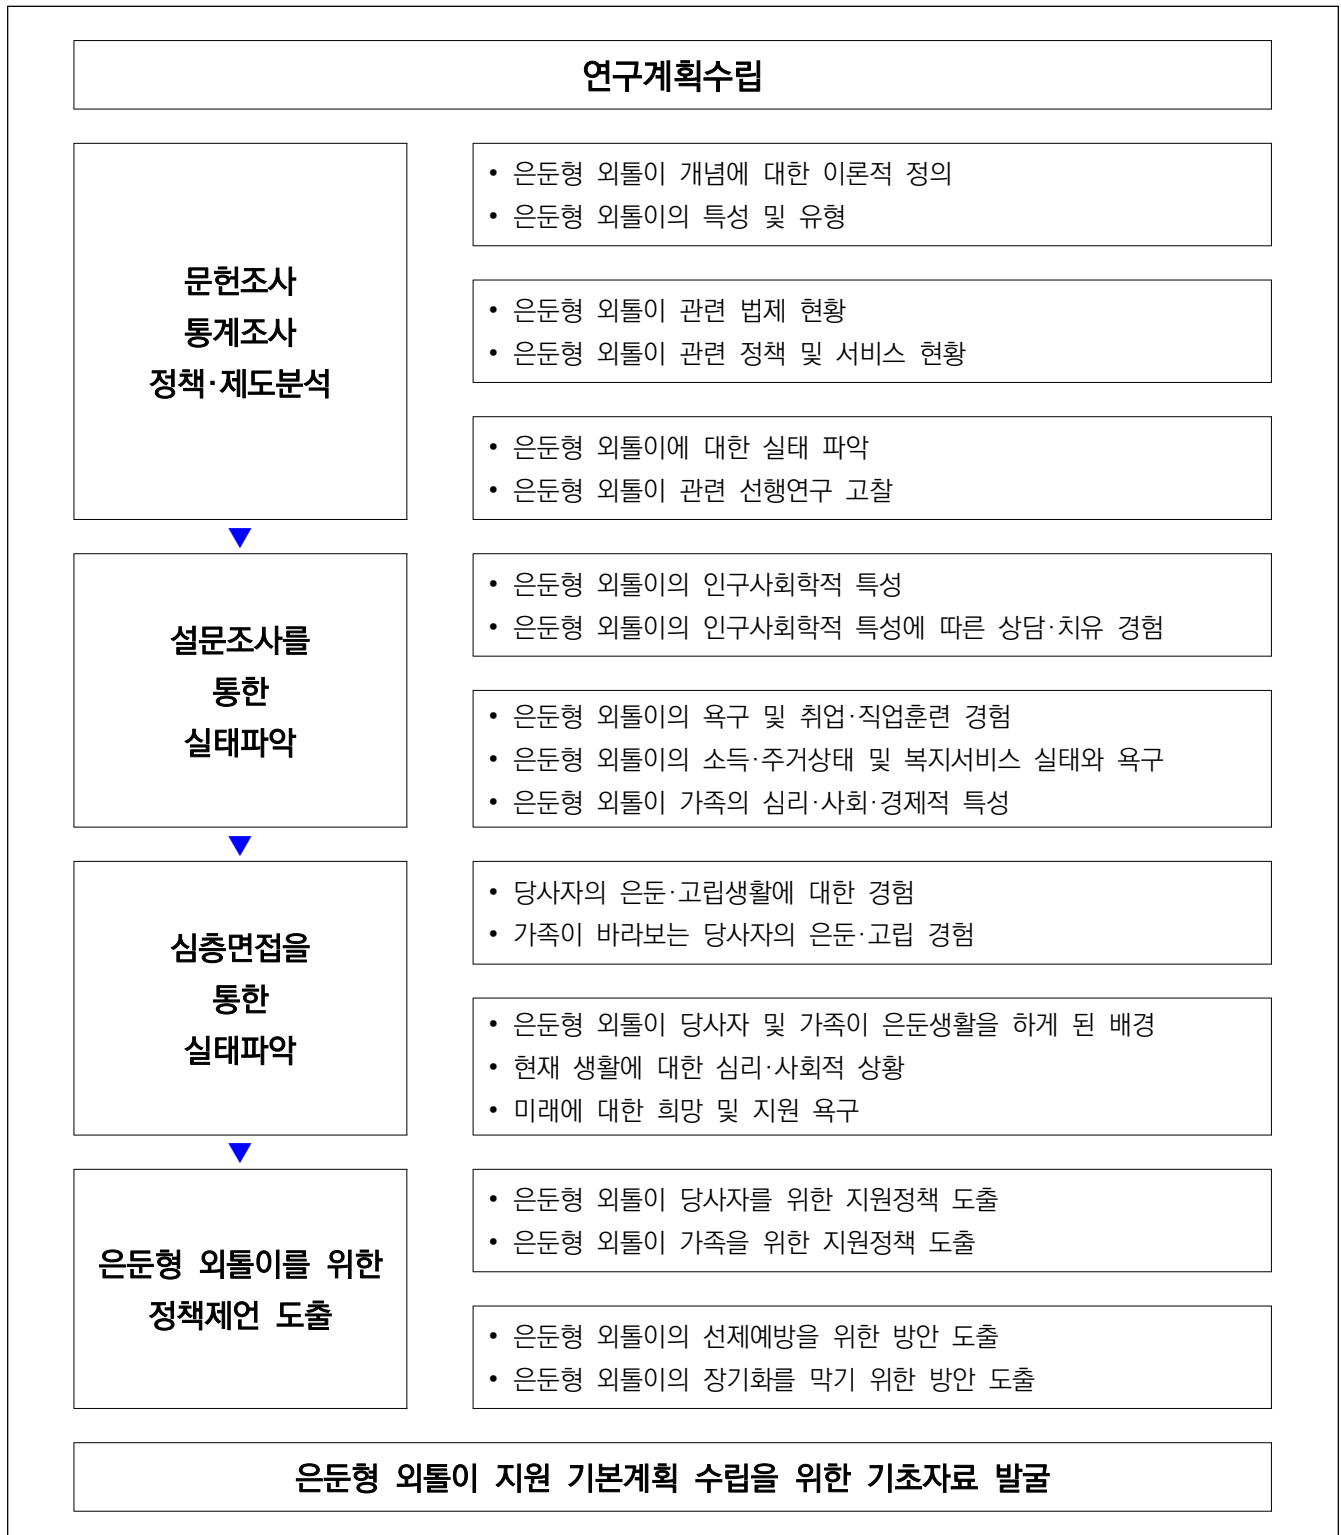 연구계획수립
문헌조사
통계조사
정책·제도분석
• 은둔형 외톨이 개념에 대한 이론적 정의
• 은둔형 외톨이의 특성 및 유형
• 은둔형 외톨이 관련 법제 현황
• 은둔형 외톨이 관련 정책 및 서비스 현황
• 은둔형 외톨이에 대한 실태 파악
• 은둔형 외톨이 관련 선행연구 고찰
설문조사를
통한
실태파악
• 은둔형 외톨이의 인구사회학적 특성
• 은둔형 외톨이의 인구사회학적 특성에 따른 상담·치유 경험
• 은둔형 외톨이의 욕구 및 취업·직업훈련 경험
• 은둔형 외톨이의 소득·주거상태 및 복지서비스 실태와 욕구
• 은둔형 외톨이 가족의 심리·사회·경제적 특성
심층면접을
통한
실태파악
• 당사자의 은둔·고립생활에 대한 경험
• 가족이 바라보는 당사자의 은둔·고립 경험
• 은둔형 외톨이 당사자 및 가족이 은둔생활을 하게 된 배경
• 현재 생활에 대한 심리·사회적 상황
• 미래에 대한 희망 및 지원 욕구
은둔형 외톨이를 위한
정책제언 도출
• 은둔형 외톨이 당사자를 위한 지원정책 도출
• 은둔형 외톨이 가족을 위한 지원정책 도출
• 은둔형 외톨이의 선제예방을 위한 방안 도출
• 은둔형 외톨이의 장기화를 막기 위한 방안 도출
은둔형 외톨이 지원 기본계획 수립을 위한 기초자료 발굴